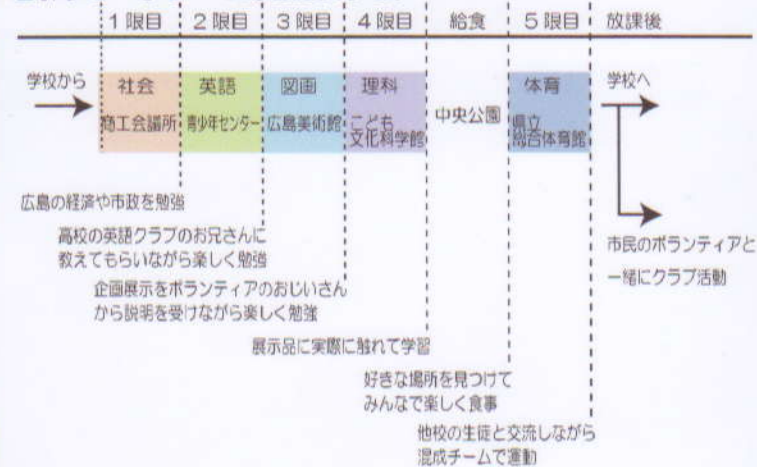 1限目 2限目 3限目 4限目 給食 5限目 放課後
学校から 社会 英語 図画 理科 体育 学校へ
商工会議所 青少年センター 広島美術館 こども文化科学館 中央公園 県立総合体育館
広島の経済や市政を勉強
高校の英語クラブのお兄さんに
教えてもらいながら楽しく勉強
企画展示をボランティアのおじいさん
から説明を受けながら楽しく勉強
展示品に実際に触れて学習
好きな場所を見つけて
みんなで楽しく食事
他校の生徒と交流しながら
混成チームで運動
市民のボランティアと
一緒にクラブ活動